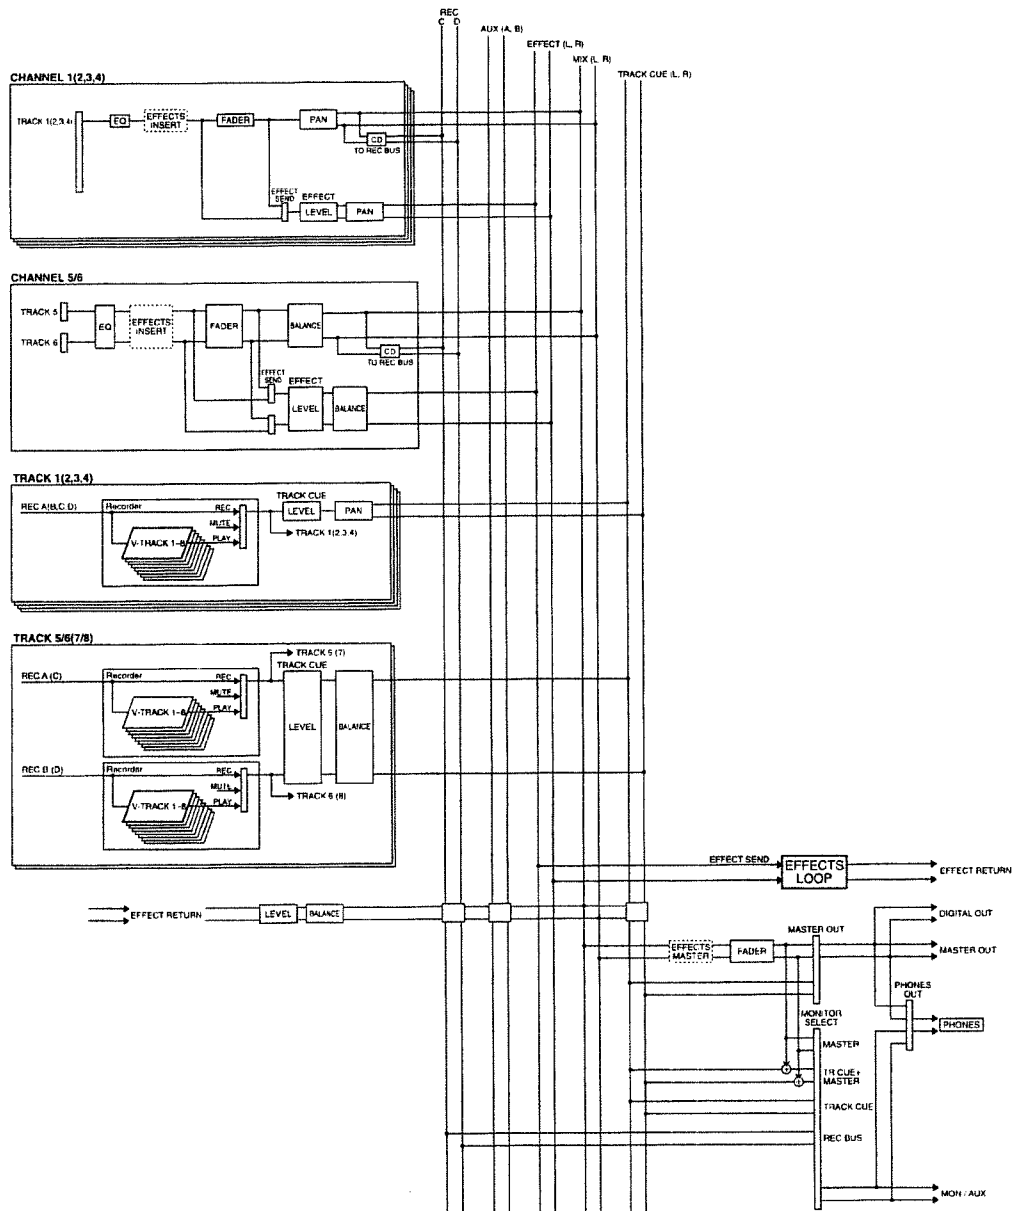 REC
C D
AUX (A, B)
EFFECT (L, R)
MIX (L, R)
TRACK CUE (L, R)
CHANNEL 1(2,3,4)
TRACK 1(2,3,4)
EQ
EFFECTS
INSERT
FADER
PAN
CD
TO REC BUS
EFFECT
SEND
EFFECT
LEVEL
PAN
CHANNEL 5/6
TRACK 5
TRACK 6
EQ
EFFECTS
INSERT
FADER
BALANCE
CD
TO REC BUS
EFFECT
SEND
EFFECT
LEVEL
BALANCE
TRACK 1(2,3,4)
REC A(B,C,D)
Recorder
REC
MUTE
PLAY
V-TRACK 1-8
TRACK CUE
LEVEL
PAN
TRACK 1(2,3,4)
TRACK 5/6(7/8)
REC A (C)
Recorder
REC
MUTE
PLAY
V-TRACK 1-8
TRACK 5 (7)
TRACK CUE
LEVEL
BALANCE
REC B (D)
Recorder
REC
MUTE
PLAY
V-TRACK 1-8
TRACK 6 (8)
EFFECT SEND
EFFECTS
LOOP
EFFECT RETURN
EFFECT RETURN
LEVEL
BALANCE
DIGITAL OUT
MASTER OUT
EFFECTS
MASTER
FADER
MASTER OUT
PHONES
OUT
PHONES
MONITOR
SELECT
MASTER
TR CUE+
MASTER
TRACK CUE
REC BUS
MON / AUX